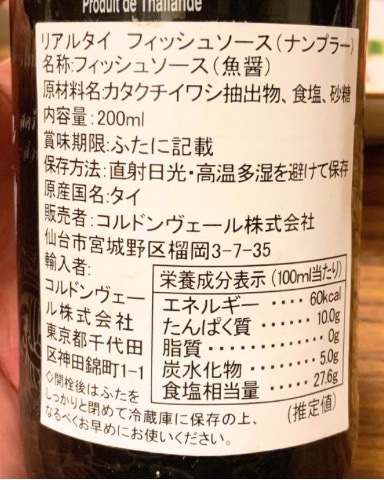 Produit de Thaïlande
リアルタイ フィッシュソース(ナンプラー)
名称:フィッシュソース(魚醤)
原材料名:カタクチイワシ抽出物、食塩、砂糖
内容量:200ml
賞味期限:ふたに記載
保存方法:直射日光・高温多湿を避けて保存
原産国名:タイ
販売者:コルドンヴェール株式会社
仙台市宮城野区榴岡3-7-35
輸入者:
コルドンヴェー
ル株式会社
東京都千代田
区神田錦町1-1
栄養成分表示(100ml当たり)
エネルギー・・・・・60kcal
たんぱく質・・・・・・10.0g
脂質・・・・・・・・・・・・・0g
炭水化物・・・・・・・・5.0g
食塩相当量・・・・・27.6g
(推定値)
◇開栓後はふたを
しっかりと閉めて冷蔵庫に保存の上、
なるべくお早めにお使いください。